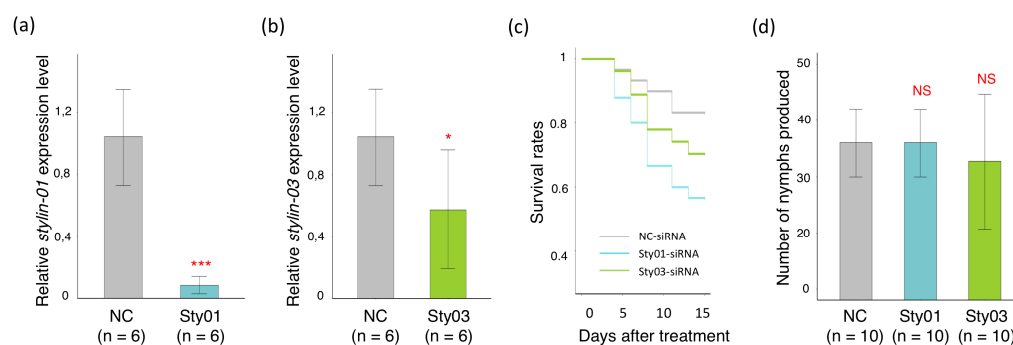 (a)
Relative stylin-01 expression level
1,2
0,8
0,4
0
***
NC
(n = 6)
Sty01
(n = 6)
(b)
Relative stylin-03 expression level
1,2
0,8
0,4
0
*
NC
(n = 6)
Sty03
(n = 6)
(c)
Survival rates
1
0.8
0.6
0.4
NC-siRNA
Sty01-siRNA
Sty03-siRNA
0 5 10 15
Days after treatment
(d)
Number of nymphs produced
50
40
30
0
NS
NS
NC
(n = 10)
Sty01
(n = 10)
Sty03
(n = 10)